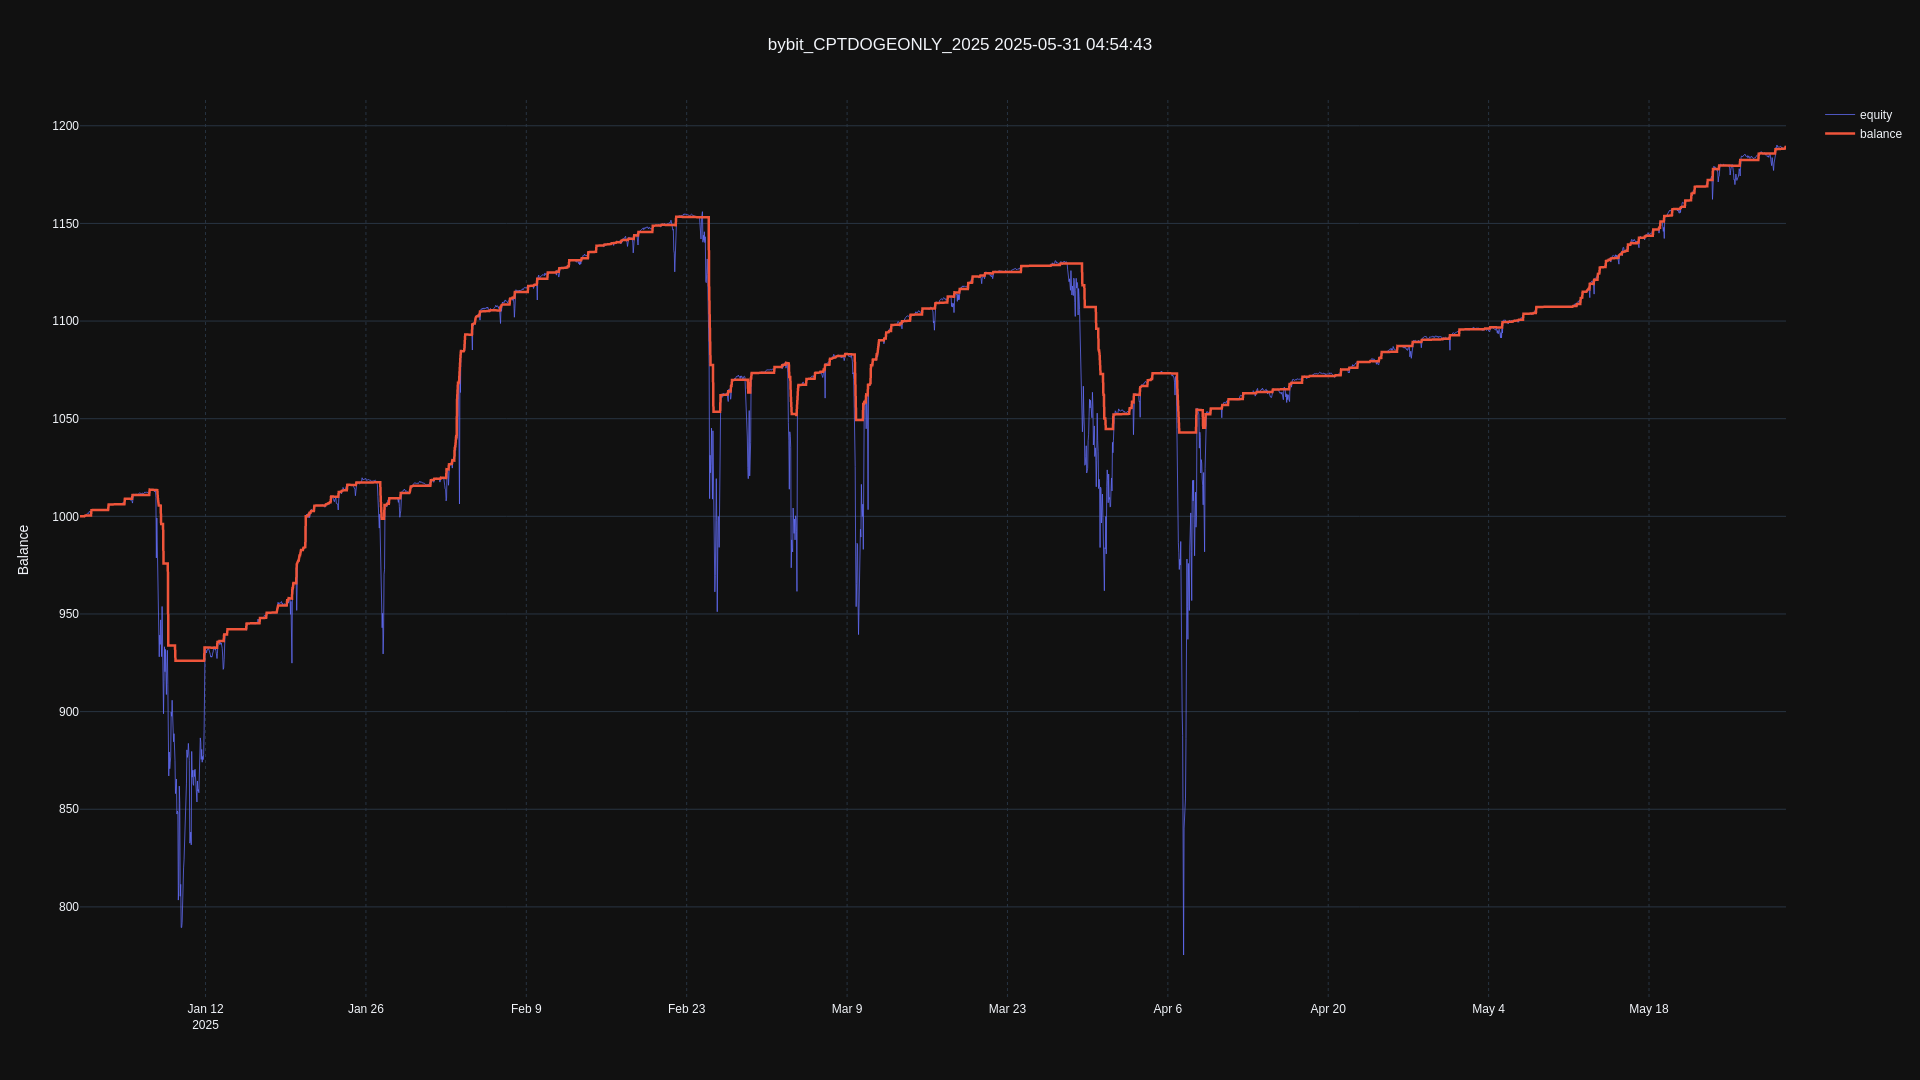 bybit_CPTDOGEONLY_2025 2025-05-31 04:54:43
equity
balance
1200
1150
1100
1050
1000
950
900
850
800
Balance
Jan 12
2025
Jan 26
Feb 9
Feb 23
Mar 9
Mar 23
Apr 6
Apr 20
May 4
May 18